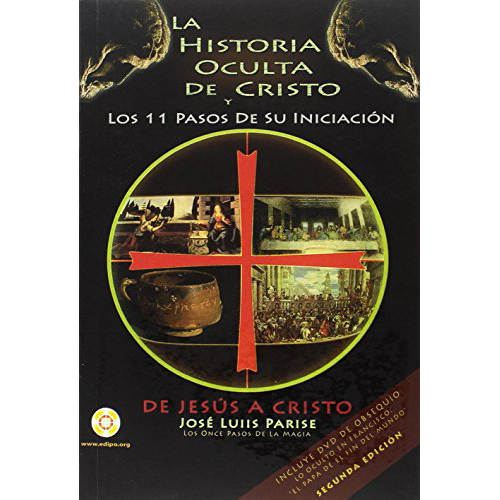 LA
HISTORIA
OCULTA
DE CRISTO
Y
LOS 11 PASOS DE SU INICIACIÓN
DE JESÚS A CRISTO
JOSÉ LUIIS PARISE
LOS ONCE PASOS DE LA MAGIA
www.edipo.org
INCLUYE DVD DE OBSEQUIO
LO OCULTO EN FRANCISCO,
"EL PAPA DE EL FIN DEL MUNDO"
SEGUNDA EDICIÓN